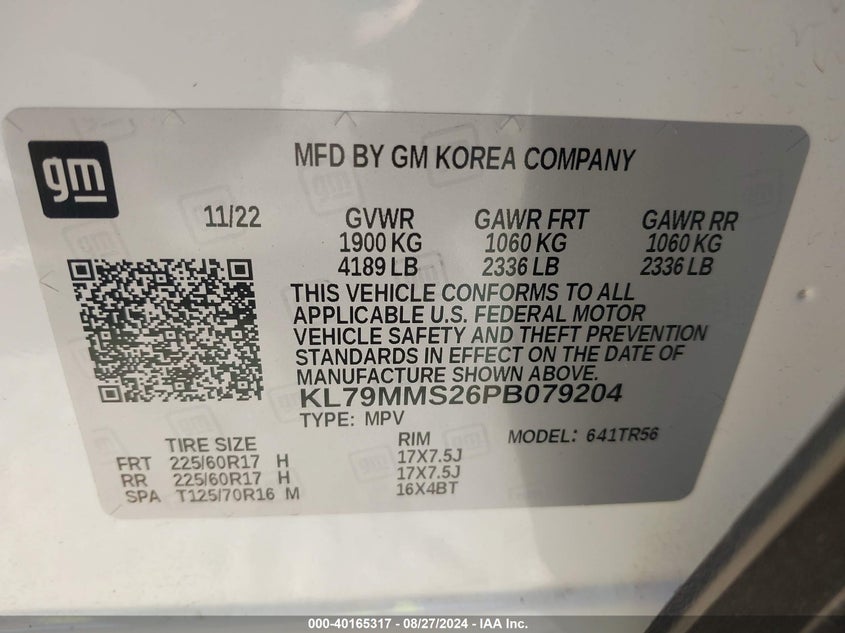 gm
MFD BY GM KOREA COMPANY
11/22 GVWR GAWR FRT GAWR RR
1900 KG 1060 KG 1060 KG
4189 LB 2336 LB 2336 LB
THIS VEHICLE CONFORMS TO ALL
APPLICABLE U.S. FEDERAL MOTOR
VEHICLE SAFETY AND THEFT PREVENTION
STANDARDS IN EFFECT ON THE DATE OF
MANUFACTURE SHOWN ABOVE.
KL79MMS26PB079204
TYPE: MPV
MODEL: 641TR56
TIRE SIZE RIM
FRT 225/60R17 H 17X7.5J
RR 225/60R17 H 17X7.5J
SPA T125/70R16 M 16X4BT
000-40165317 - 08/27/2024 - IAA Inc.